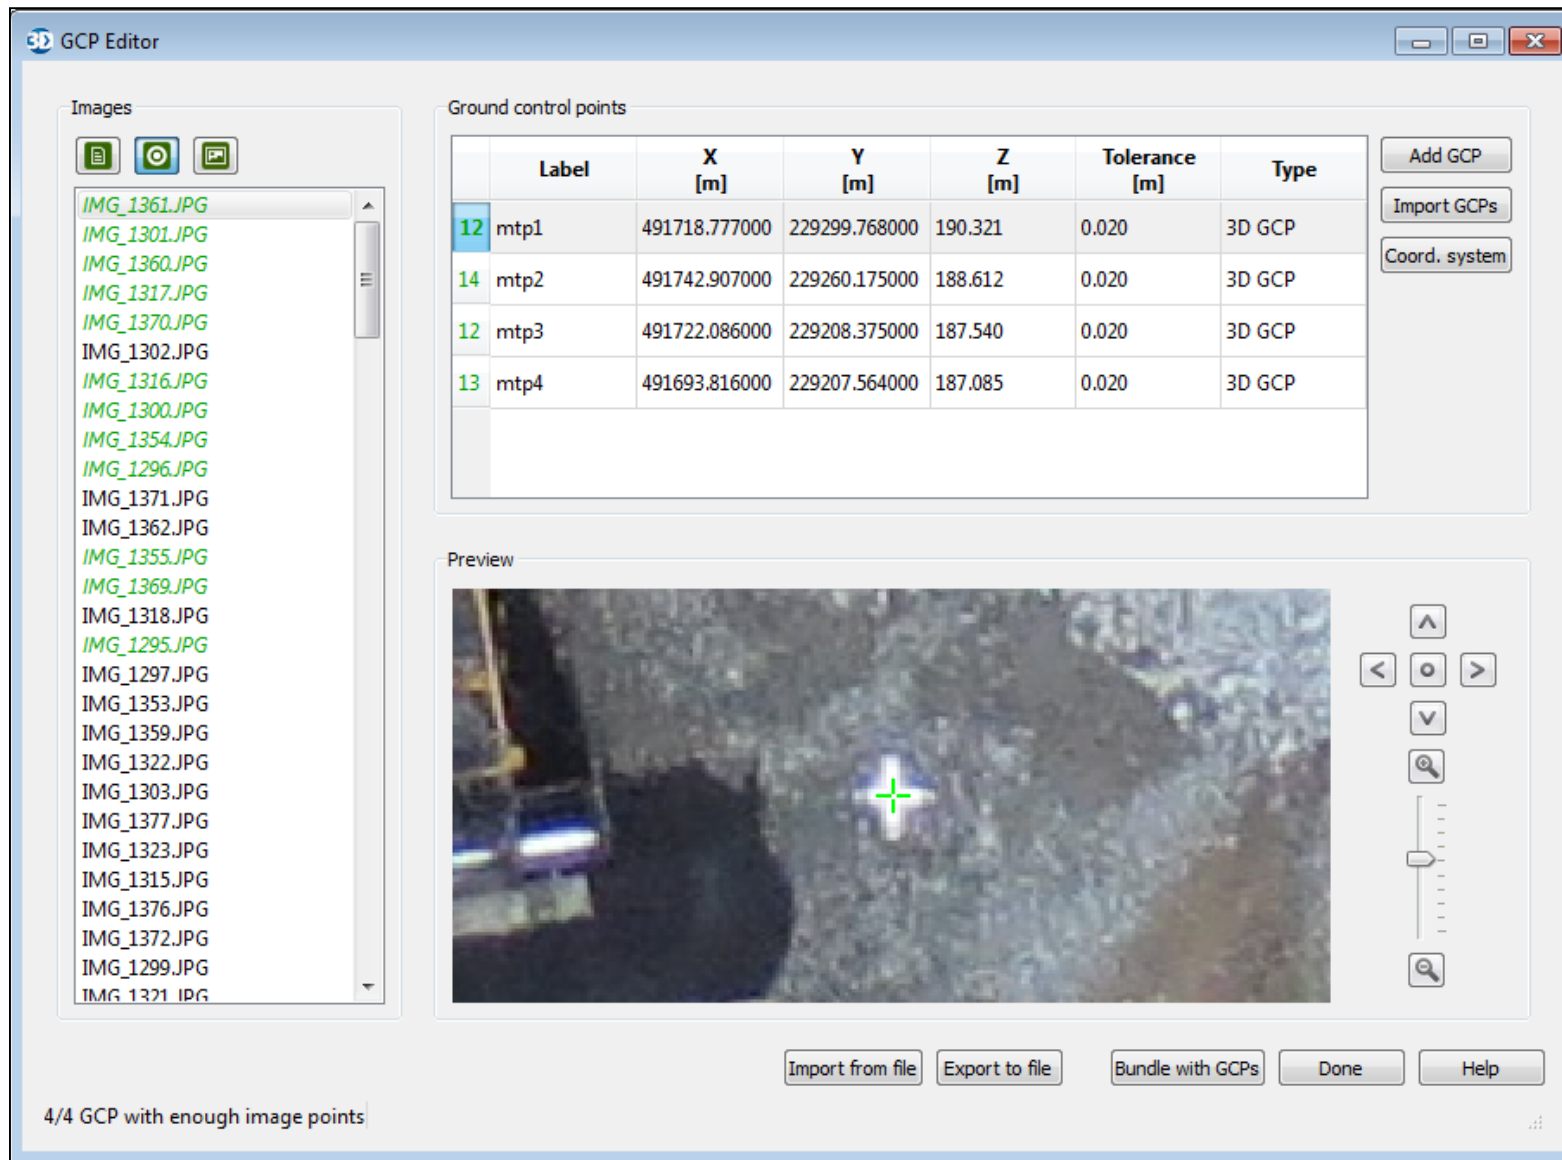 3D GCP Editor
Images
IMG_1361.JPG
IMG_1301.JPG
IMG_1360.JPG
IMG_1317.JPG
IMG_1370.JPG
IMG_1302.JPG
IMG_1316.JPG
IMG_1300.JPG
IMG_1354.JPG
IMG_1296.JPG
IMG_1371.JPG
IMG_1362.JPG
IMG_1355.JPG
IMG_1369.JPG
IMG_1318.JPG
IMG_1295.JPG
IMG_1297.JPG
IMG_1353.JPG
IMG_1359.JPG
IMG_1322.JPG
IMG_1303.JPG
IMG_1377.JPG
IMG_1323.JPG
IMG_1315.JPG
IMG_1376.JPG
IMG_1372.JPG
IMG_1299.JPG
IMG_1321.JPG
Ground control points
Label X [m] Y [m] Z [m] Tolerance [m] Type
12 mtp1 491718.777000 229299.768000 190.321 0.020 3D GCP
14 mtp2 491742.907000 229260.175000 188.612 0.020 3D GCP
12 mtp3 491722.086000 229208.375000 187.540 0.020 3D GCP
13 mtp4 491693.816000 229207.564000 187.085 0.020 3D GCP
Add GCP
Import GCPs
Coord. system
Preview
Import from file Export to file Bundle with GCPs Done Help
4/4 GCP with enough image points